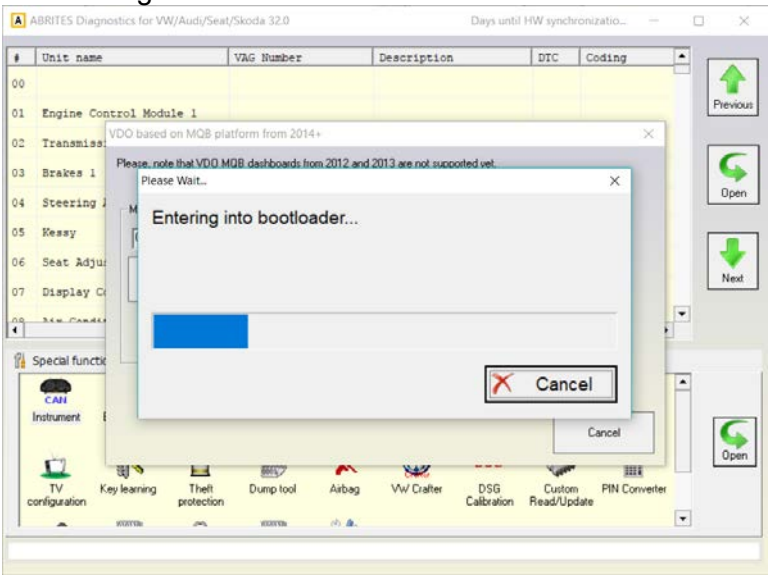 ABRITES Diagnostics for VW/Audi/Seat/Skoda 32.0 Days until HW synchronizatio...
# Unit name VAG Number Description DTC Coding
00
01 Engine Control Module 1
02
03 Brakes 1
04 Steering
05 Kessy
06
07 Display
Previous
Open
Next
VDO based on MQB platform from 2014+
Please, note that VDO MQB dashboards from 2012 and 2013 are not supported yet.
Please Wait...
Entering into bootloader...
Cancel
Cancel
Special
CAN
Instrument
TV configuration
Key learning
Theft protection
Dump tool
Airbag
VW Crafter
DSG Calibration
Custom Read/Update
PIN Converter
Open